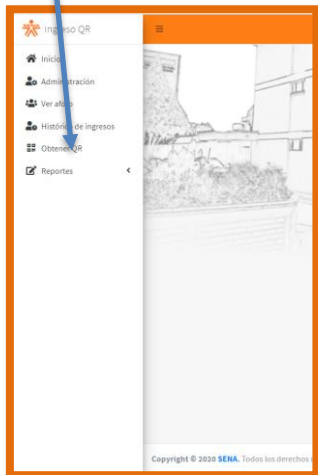 Ingreso QR
Inicio
Administración
Ver aforo
Histórico de ingresos
Obtener QR
Reportes
Copyright © 2020 SENA. Todos los derechos